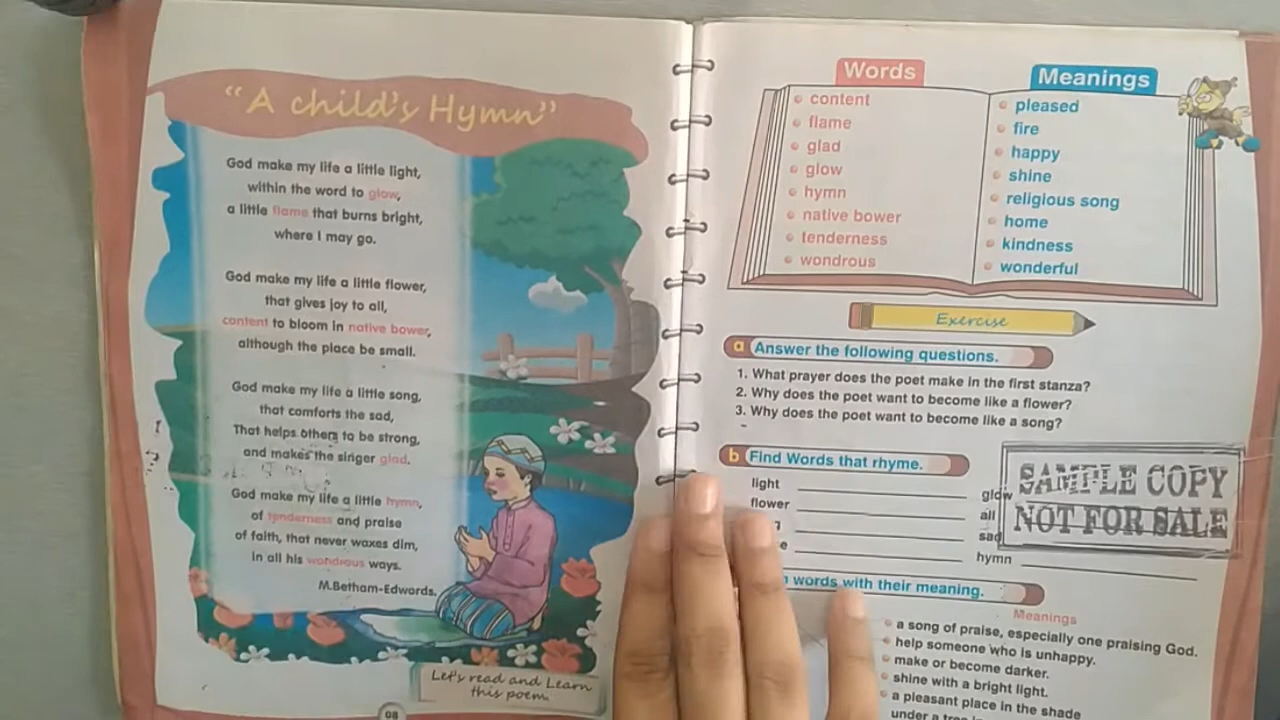 "A child's Hymn"
God make my life a little light,
within the word to glow,
a little flame that burns bright,
where I may go.
God make my life a little flower,
that gives joy to all,
content to bloom in native bower,
although the place be small.
God make my life a little song,
that comforts the sad,
That helps others to be strong,
and makes the singer glad.
God make my life a little hymn,
of tenderness and praise
of faith, that never waxes dim,
In all his wondrous ways.
M.Betham-Edwords.
Let's read and Learn
this poem.
08
Words Meanings
content pleased
flame fire
glad happy
glow shine
hymn religious song
native bower home
tenderness kindness
wondrous wonderful
Exercise
a Answer the following questions.
1. What prayer does the poet make in the first stanza?
2. Why does the poet want to become like a flower?
3. Why does the poet want to become like a song?
b Find Words that rhyme.
light glow
flower all
sad
hymn
SAMPLE COPY
NOT FOR SALE
words with their meaning.
Meanings
a song of praise, especially one praising God.
help someone who is unhappy.
make or become darker.
shine with a bright light.
a pleasant place in the shade
under a